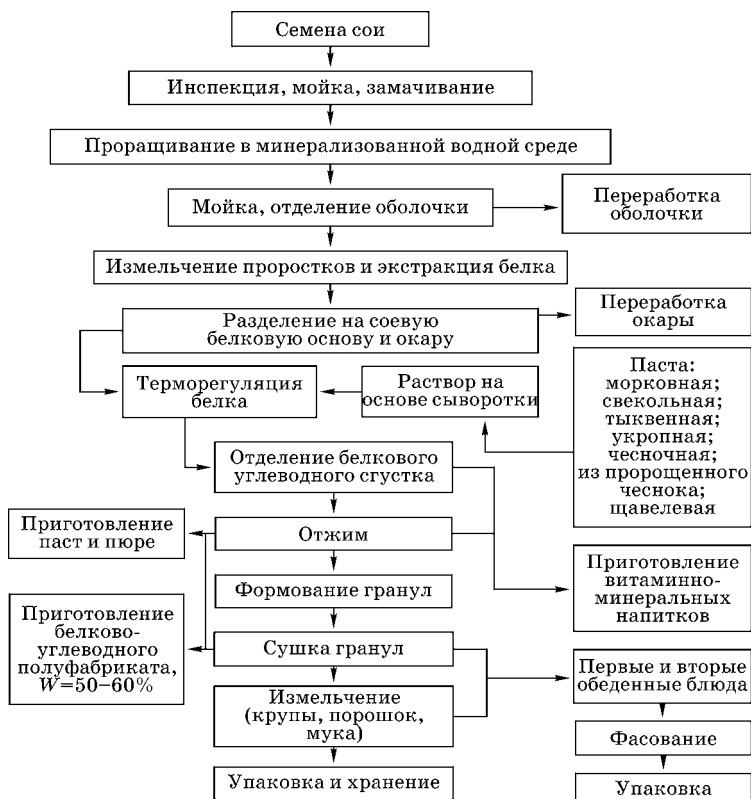 Семена сои
Инспекция, мойка, замачивание
Проращивание в минерализованной водной среде
Мойка, отделение оболочки
Переработка
оболочки
Измельчение проростков и экстракция белка
Разделение на соевую
белковую основу и окару
Переработка
окары
Терморегуляция
белка
Раствор на
основе сыворотки
Паста:
морковная;
свекольная;
тыквенная;
укропная;
чесночная;
из пророщенного
чеснока;
щавелевая
Отделение белкового
углеводного сгустка
Приготовление
паст и пюре
Отжим
Приготовление
витаминно-
минеральных
напитков
Формование гранул
Приготовление
белково-
углеводного
полуфабриката,
W=50–60%
Сушка гранул
Первые и вторые
обеденные блюда
Измельчение
(крупы, порошок,
мука)
Фасование
Упаковка и хранение
Упаковка